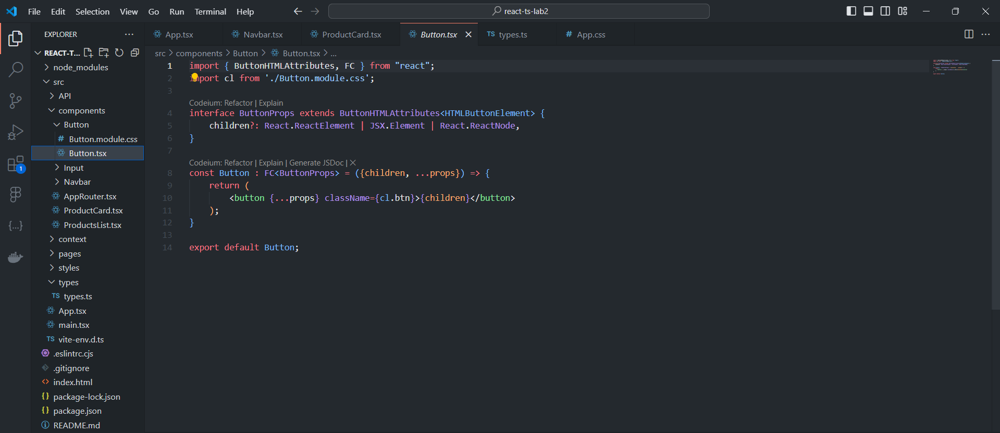 File Edit Selection View Go Run Terminal Help
react-ts-lab2
EXPLORER
REACT-T...
node_modules
src
API
components
Button
# Button.module.css
Button.tsx
Input
Navbar
AppRouter.tsx
ProductCard.tsx
ProductsList.tsx
context
pages
styles
types
TS types.ts
App.tsx
main.tsx
TS vite-env.d.ts
.eslintrc.cjs
.gitignore
index.html
{} package-lock.json
{} package.json
README.md
1
App.tsx Navbar.tsx ProductCard.tsx Button.tsx TS types.ts # App.css
src > components > Button > Button.tsx > ...
1 import { ButtonHTMLAttributes, FC } from "react";
2 import cl from './Button.module.css';
3
Codeium: Refactor | Explain
4 interface ButtonProps extends ButtonHTMLAttributes<HTMLButtonElement> {
5 children?: React.ReactElement | JSX.Element | React.ReactNode,
6 }
7
Codeium: Refactor | Explain | Generate JSDoc | X
8 const Button : FC<ButtonProps> = ({children, ...props}) => {
9 return (
10 <button {...props} className={cl.btn}>{children}</button>
11 );
12 }
13
14 export default Button;